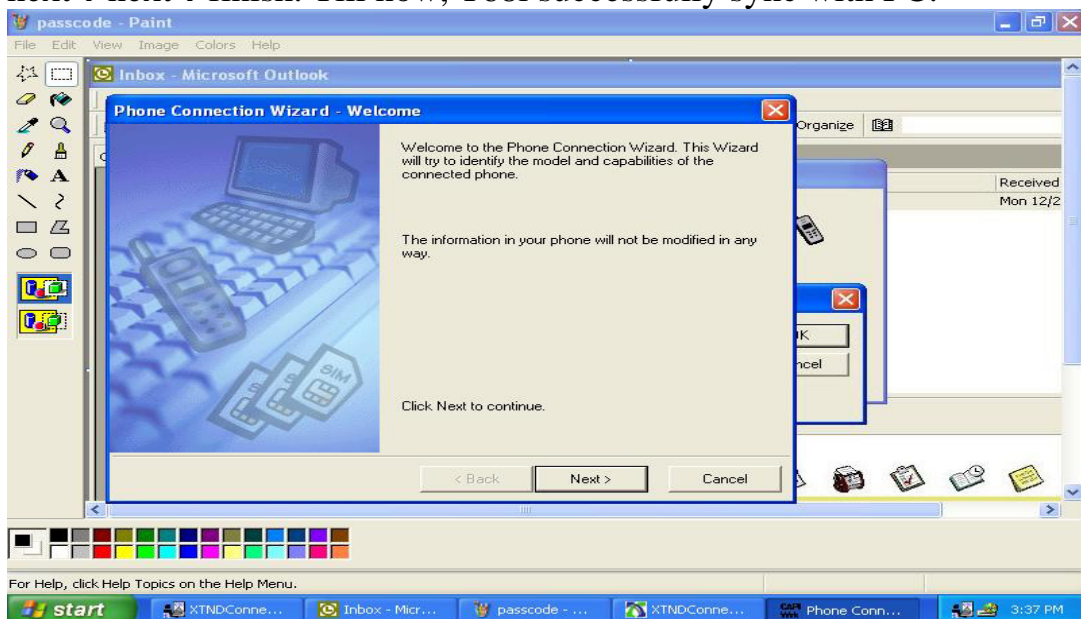 passcode - Paint
File Edit View Image Colors Help
Inbox - Microsoft Outlook
Phone Connection Wizard - Welcome
Organize
Welcome to the Phone Connection Wizard. This Wizard
will try to identify the model and capabilities of the
connected phone.
Received
Mon 12/2
The information in your phone will not be modified in any
way.
SIM
Click Next to continue.
< Back Next > Cancel
For Help, click Help Topics on the Help Menu.
start XTNDConne... Inbox - Micr... passcode - ... XTNDConne... Phone Conn... 3:37 PM